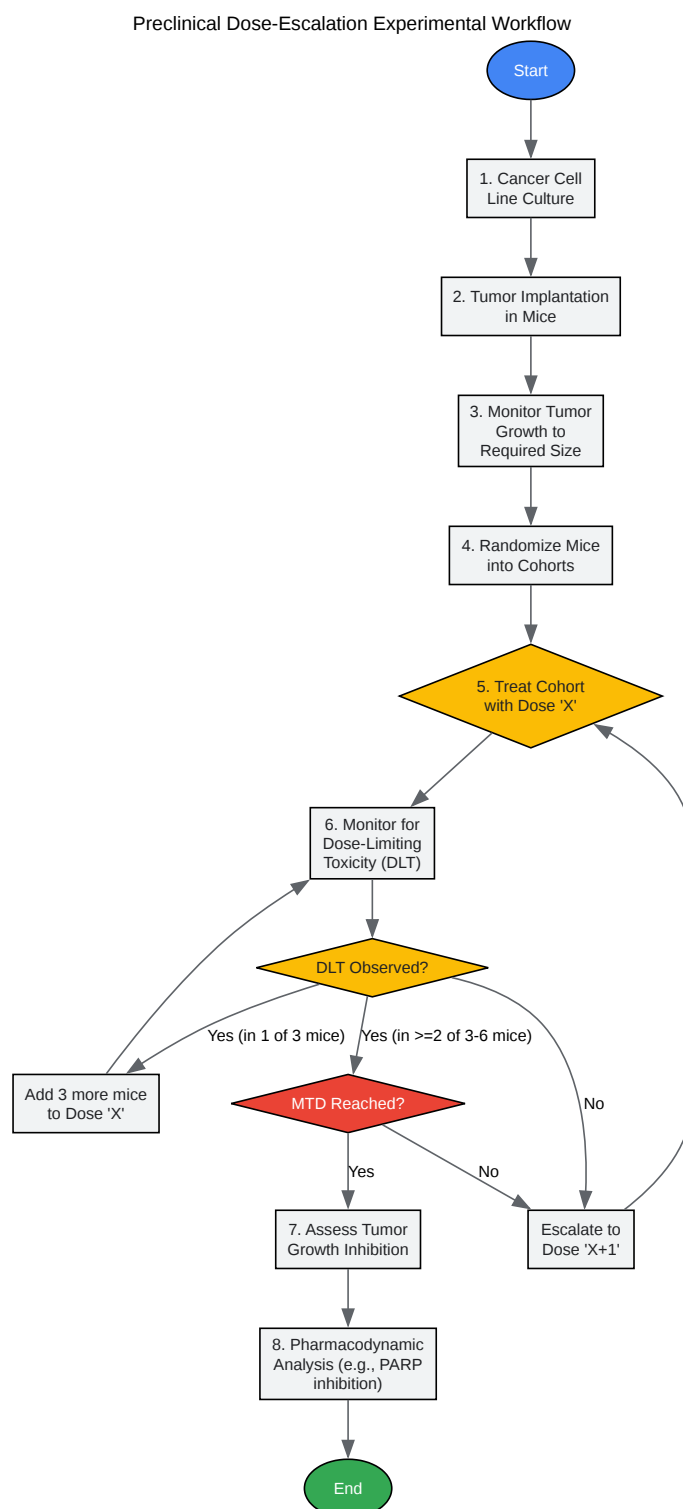 Preclinical Dose-Escalation Experimental Workflow
Start
1. Cancer Cell
Line Culture
2. Tumor Implantation
in Mice
3. Monitor Tumor
Growth to
Required Size
4. Randomize Mice
into Cohorts
5. Treat Cohort
with Dose 'X'
6. Monitor for
Dose-Limiting
Toxicity (DLT)
DLT Observed?
Yes (in 1 of 3 mice)
Yes (in >=2 of 3-6 mice)
No
Add 3 more mice
to Dose 'X'
MTD Reached?
Yes
No
7. Assess Tumor
Growth Inhibition
Escalate to
Dose 'X+1'
8. Pharmacodynamic
Analysis (e.g., PARP
inhibition)
End